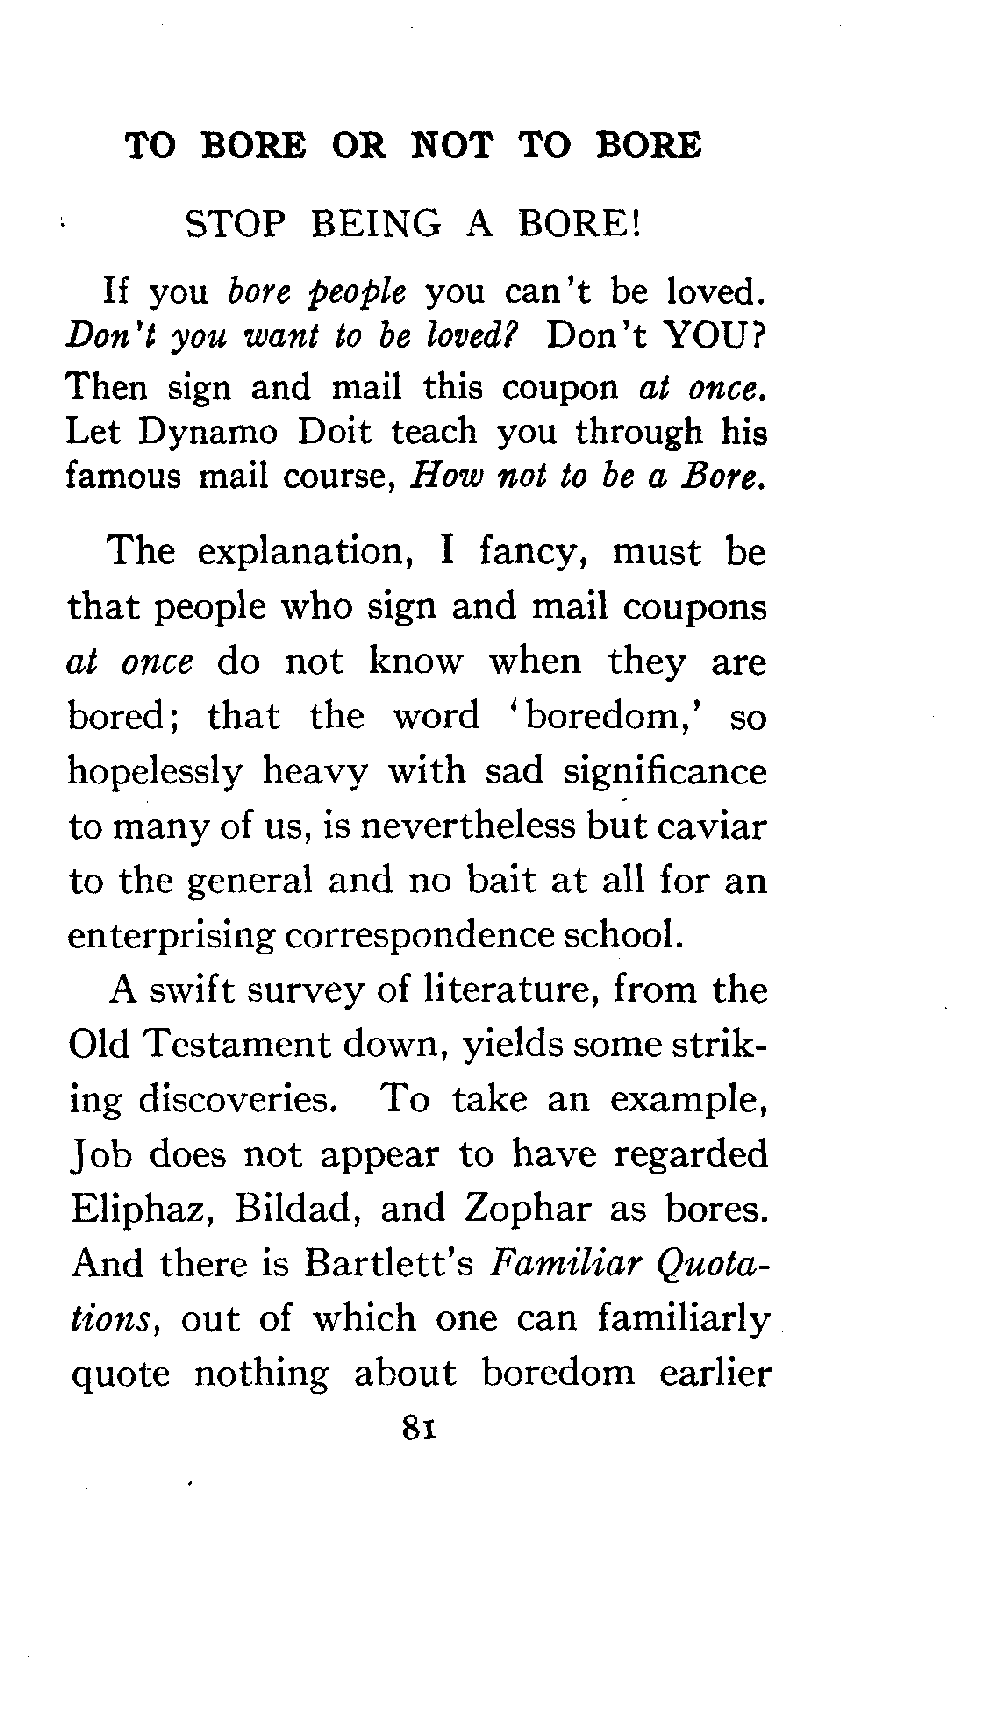 TO BORE OR NOT TO BORE
STOP BEING A BORE!
If you bore people you can't be loved.
Don't you want to be loved? Don't YOU?
Then sign and mail this coupon at once.
Let Dynamo Doit teach you through his
famous mail course, How not to be a Bore.
The explanation, I fancy, must be
that people who sign and mail coupons
at once do not know when they are
bored; that the word ‘boredom,’ so
hopelessly heavy with sad significance
to many of us, is nevertheless but caviar
to the general and no bait at all for an
enterprising correspondence school.
A swift survey of literature, from the
Old Testament down, yields some strik-
ing discoveries. To take an example,
Job does not appear to have regarded
Eliphaz, Bildad, and Zophar as bores.
And there is Bartlett's Familiar Quota-
tions, out of which one can familiarly
quote nothing about boredom earlier
81